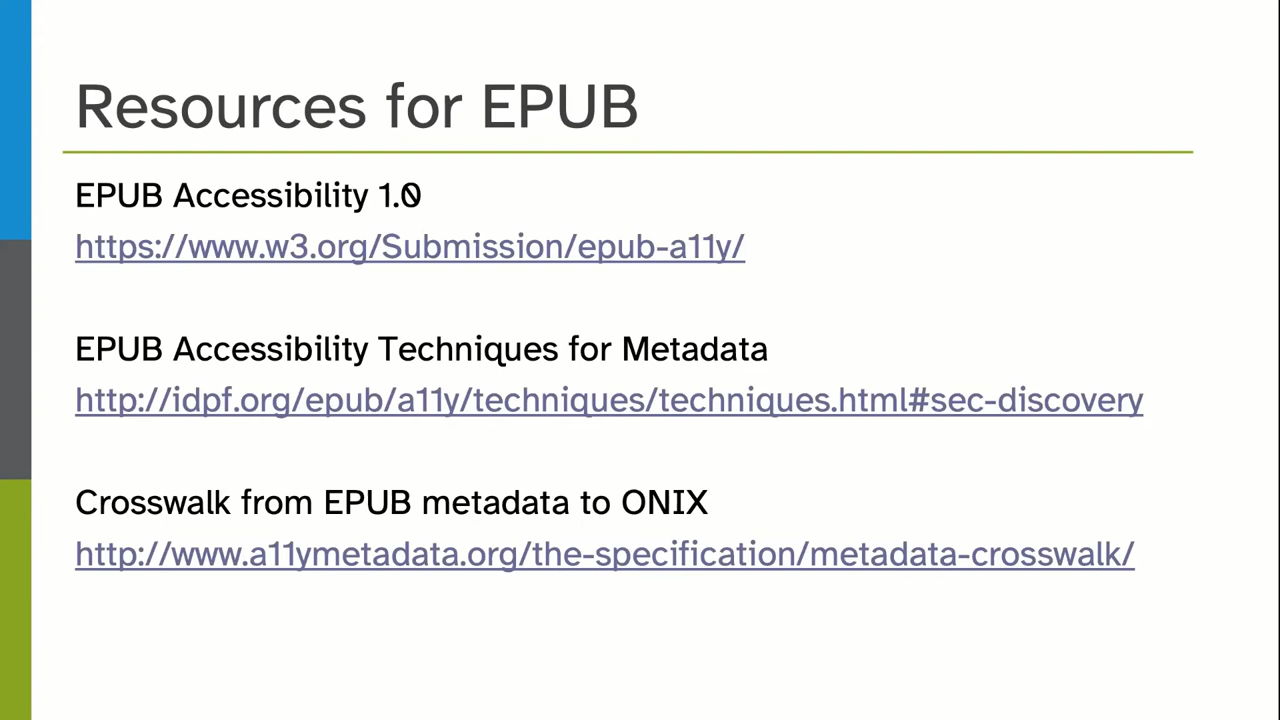 Resources for EPUB
EPUB Accessibility 1.0
https://www.w3.org/Submission/epub-a11y/
EPUB Accessibility Techniques for Metadata
http://idpf.org/epub/a11y/techniques/techniques.html#sec-discovery
Crosswalk from EPUB metadata to ONIX
http://www.a11ymetadata.org/the-specification/metadata-crosswalk/